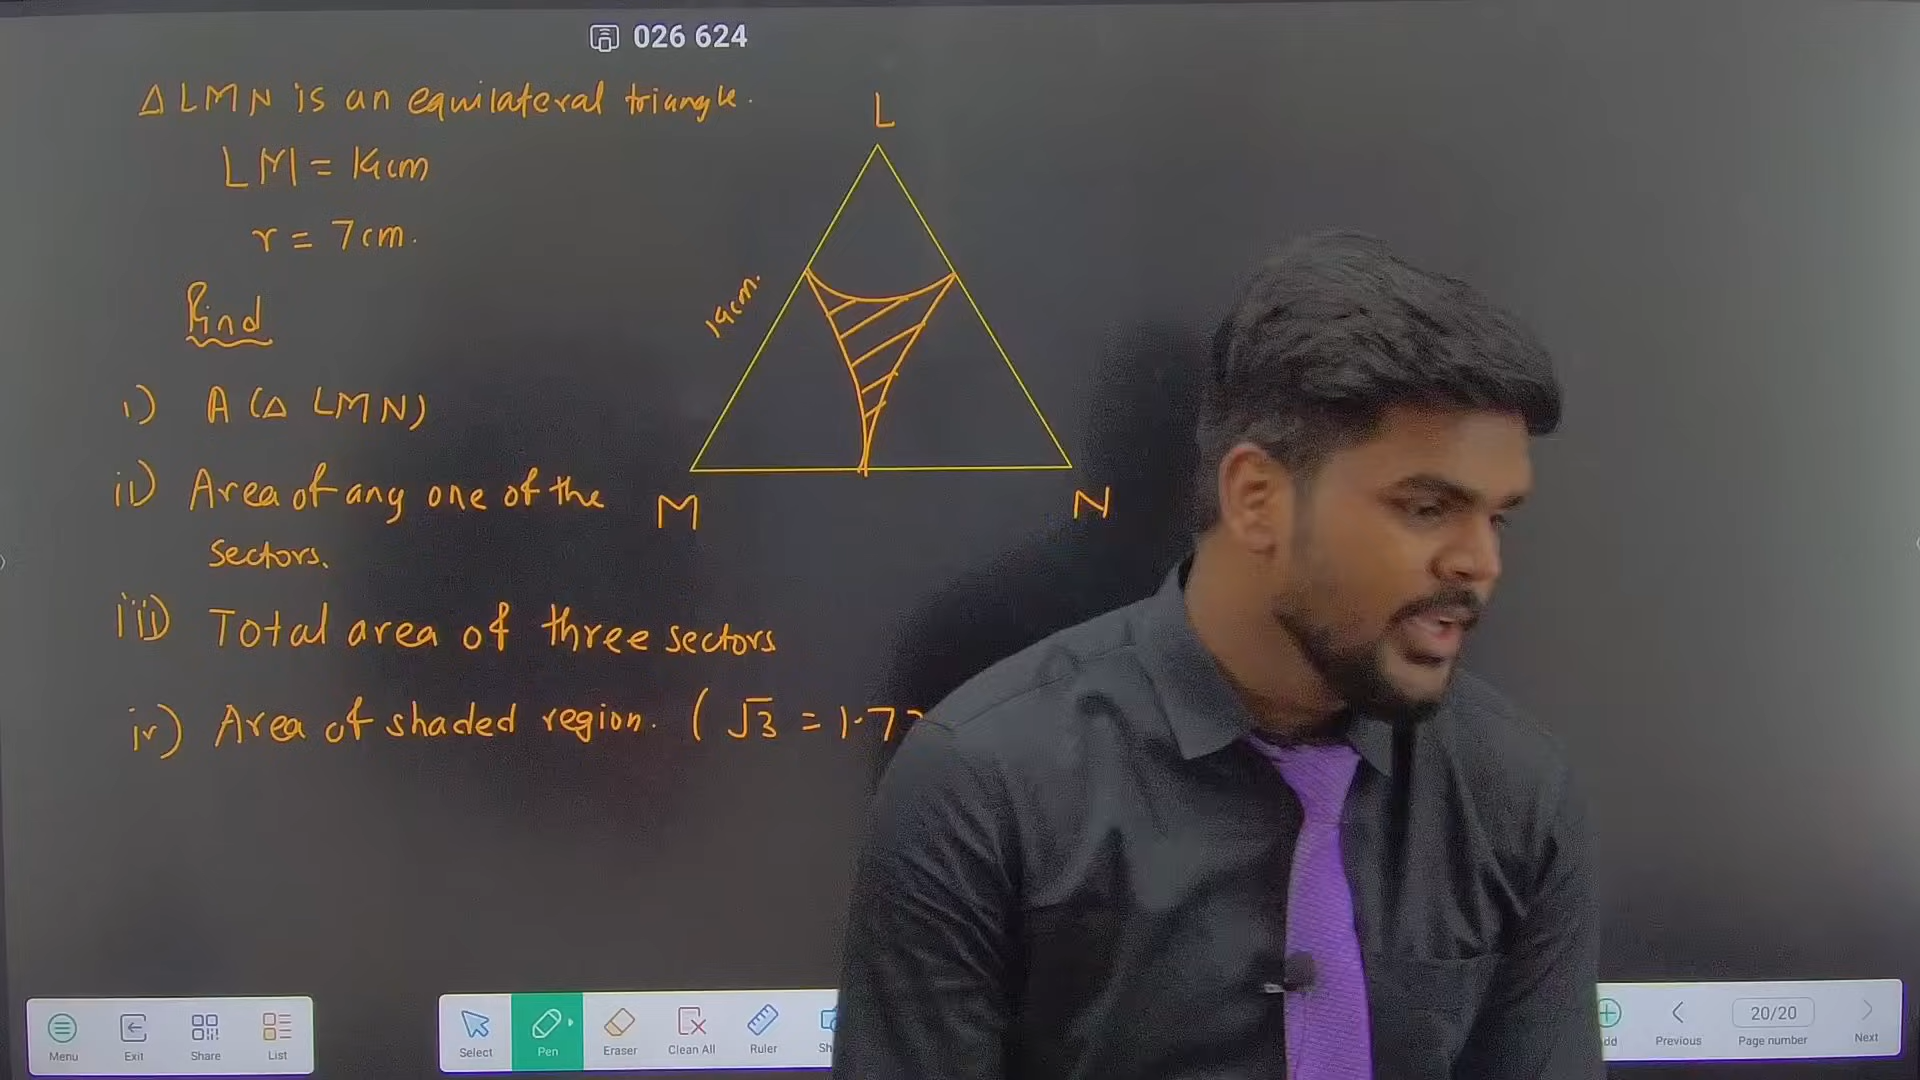 026 624
Δ LMN is an equilateral triangle.
LM = 14cm
r = 7cm.
Find
i) A (Δ LMN)
ii) Area of any one of the
sectors.
iii) Total area of three sectors
iv) Area of shaded region. ( √3 = 1.7
L
14cm.
M
N
Menu
Exit
Share
List
Select
Pen
Eraser
Clean All
Ruler
Sh
dd
Previous
20/20
Page number
Next